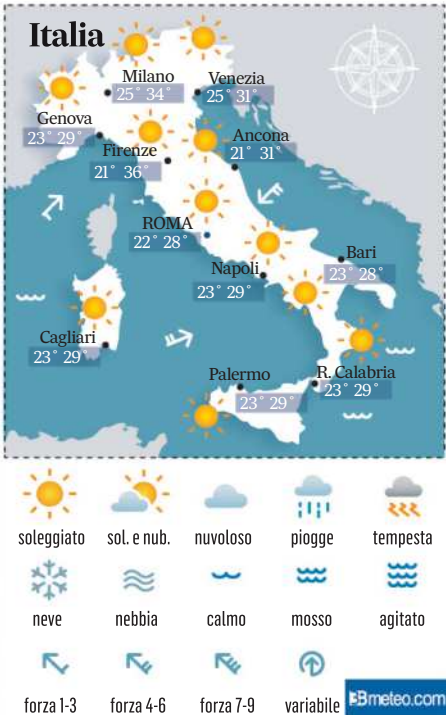 Italia
Milano
25° 34°
Venezia
25° 31°
Genova
23° 29°
Firenze
21° 36°
Ancona
21° 31°
ROMA
22° 28°
Napoli
23° 29°
Bari
23° 28°
Cagliari
23° 29°
Palermo
23° 29°
R. Calabria
23° 29°
soleggiato sol. e nub. nuvoloso piogge tempesta
neve nebbia calmo mosso agitato
forza 1-3 forza 4-6 forza 7-9 variabile
3Bmeteo.com